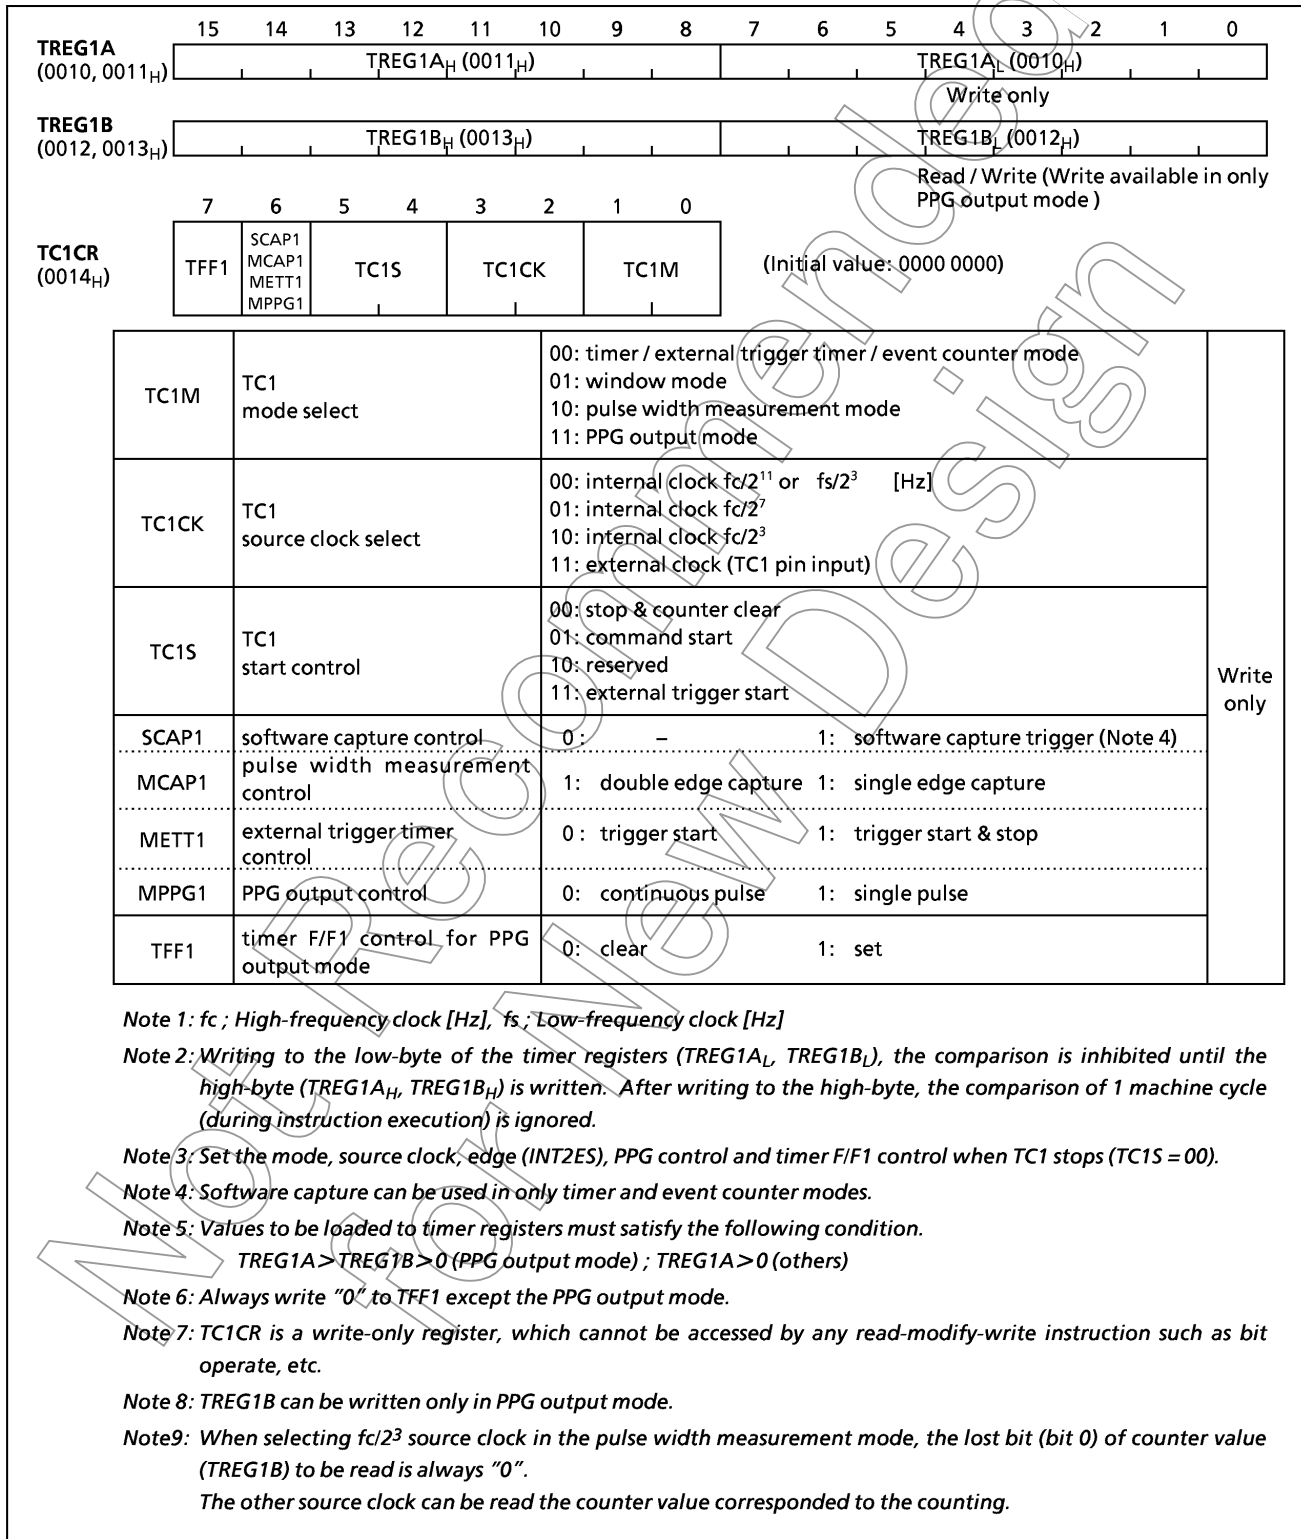 15 14 13 12 11 10 9 8 7 6 5 4 3 2 1 0
TREG1A
(0010, 0011H)
TREG1AH (0011H) TREG1AL (0010H)
Write only
TREG1B
(0012, 0013H)
TREG1BH (0013H) TREG1BL (0012H)
Read / Write (Write available in only
PPG output mode )
7 6 5 4 3 2 1 0
TC1CR
(0014H)
TFF1
SCAP1
MCAP1
METT1
MPPG1
TC1S TC1CK TC1M (Initial value: 0000 0000)
TC1M
TC1
mode select
00: timer / external trigger timer / event counter mode
01: window mode
10: pulse width measurement mode
11: PPG output mode
TC1CK
TC1
source clock select
00: internal clock fc/2¹¹ or fs/2³ [Hz]
01: internal clock fc/2⁷
10: internal clock fc/2³
11: external clock (TC1 pin input)
TC1S
TC1
start control
00: stop & counter clear
01: command start
10: reserved
11: external trigger start
Write
only
SCAP1 software capture control 0 : – 1: software capture trigger (Note 4)
MCAP1
pulse width measurement
control
1: double edge capture 1: single edge capture
METT1
external trigger timer
control
0 : trigger start 1: trigger start & stop
MPPG1 PPG output control 0: continuous pulse 1: single pulse
TFF1
timer F/F1 control for PPG
output mode
0: clear 1: set
Note 1: fc ; High-frequency clock [Hz], fs ; Low-frequency clock [Hz]
Note 2: Writing to the low-byte of the timer registers (TREG1AL, TREG1BL), the comparison is inhibited until the
high-byte (TREG1AH, TREG1BH) is written. After writing to the high-byte, the comparison of 1 machine cycle
(during instruction execution) is ignored.
Note 3: Set the mode, source clock, edge (INT2ES), PPG control and timer F/F1 control when TC1 stops (TC1S = 00).
Note 4: Software capture can be used in only timer and event counter modes.
Note 5: Values to be loaded to timer registers must satisfy the following condition.
TREG1A > TREG1B > 0 (PPG output mode) ; TREG1A > 0 (others)
Note 6: Always write "0" to TFF1 except the PPG output mode.
Note 7: TC1CR is a write-only register, which cannot be accessed by any read-modify-write instruction such as bit
operate, etc.
Note 8: TREG1B can be written only in PPG output mode.
Note9: When selecting fc/2³ source clock in the pulse width measurement mode, the lost bit (bit 0) of counter value
(TREG1B) to be read is always "0".
The other source clock can be read the counter value corresponded to the counting.
Not Recommended
for New Design